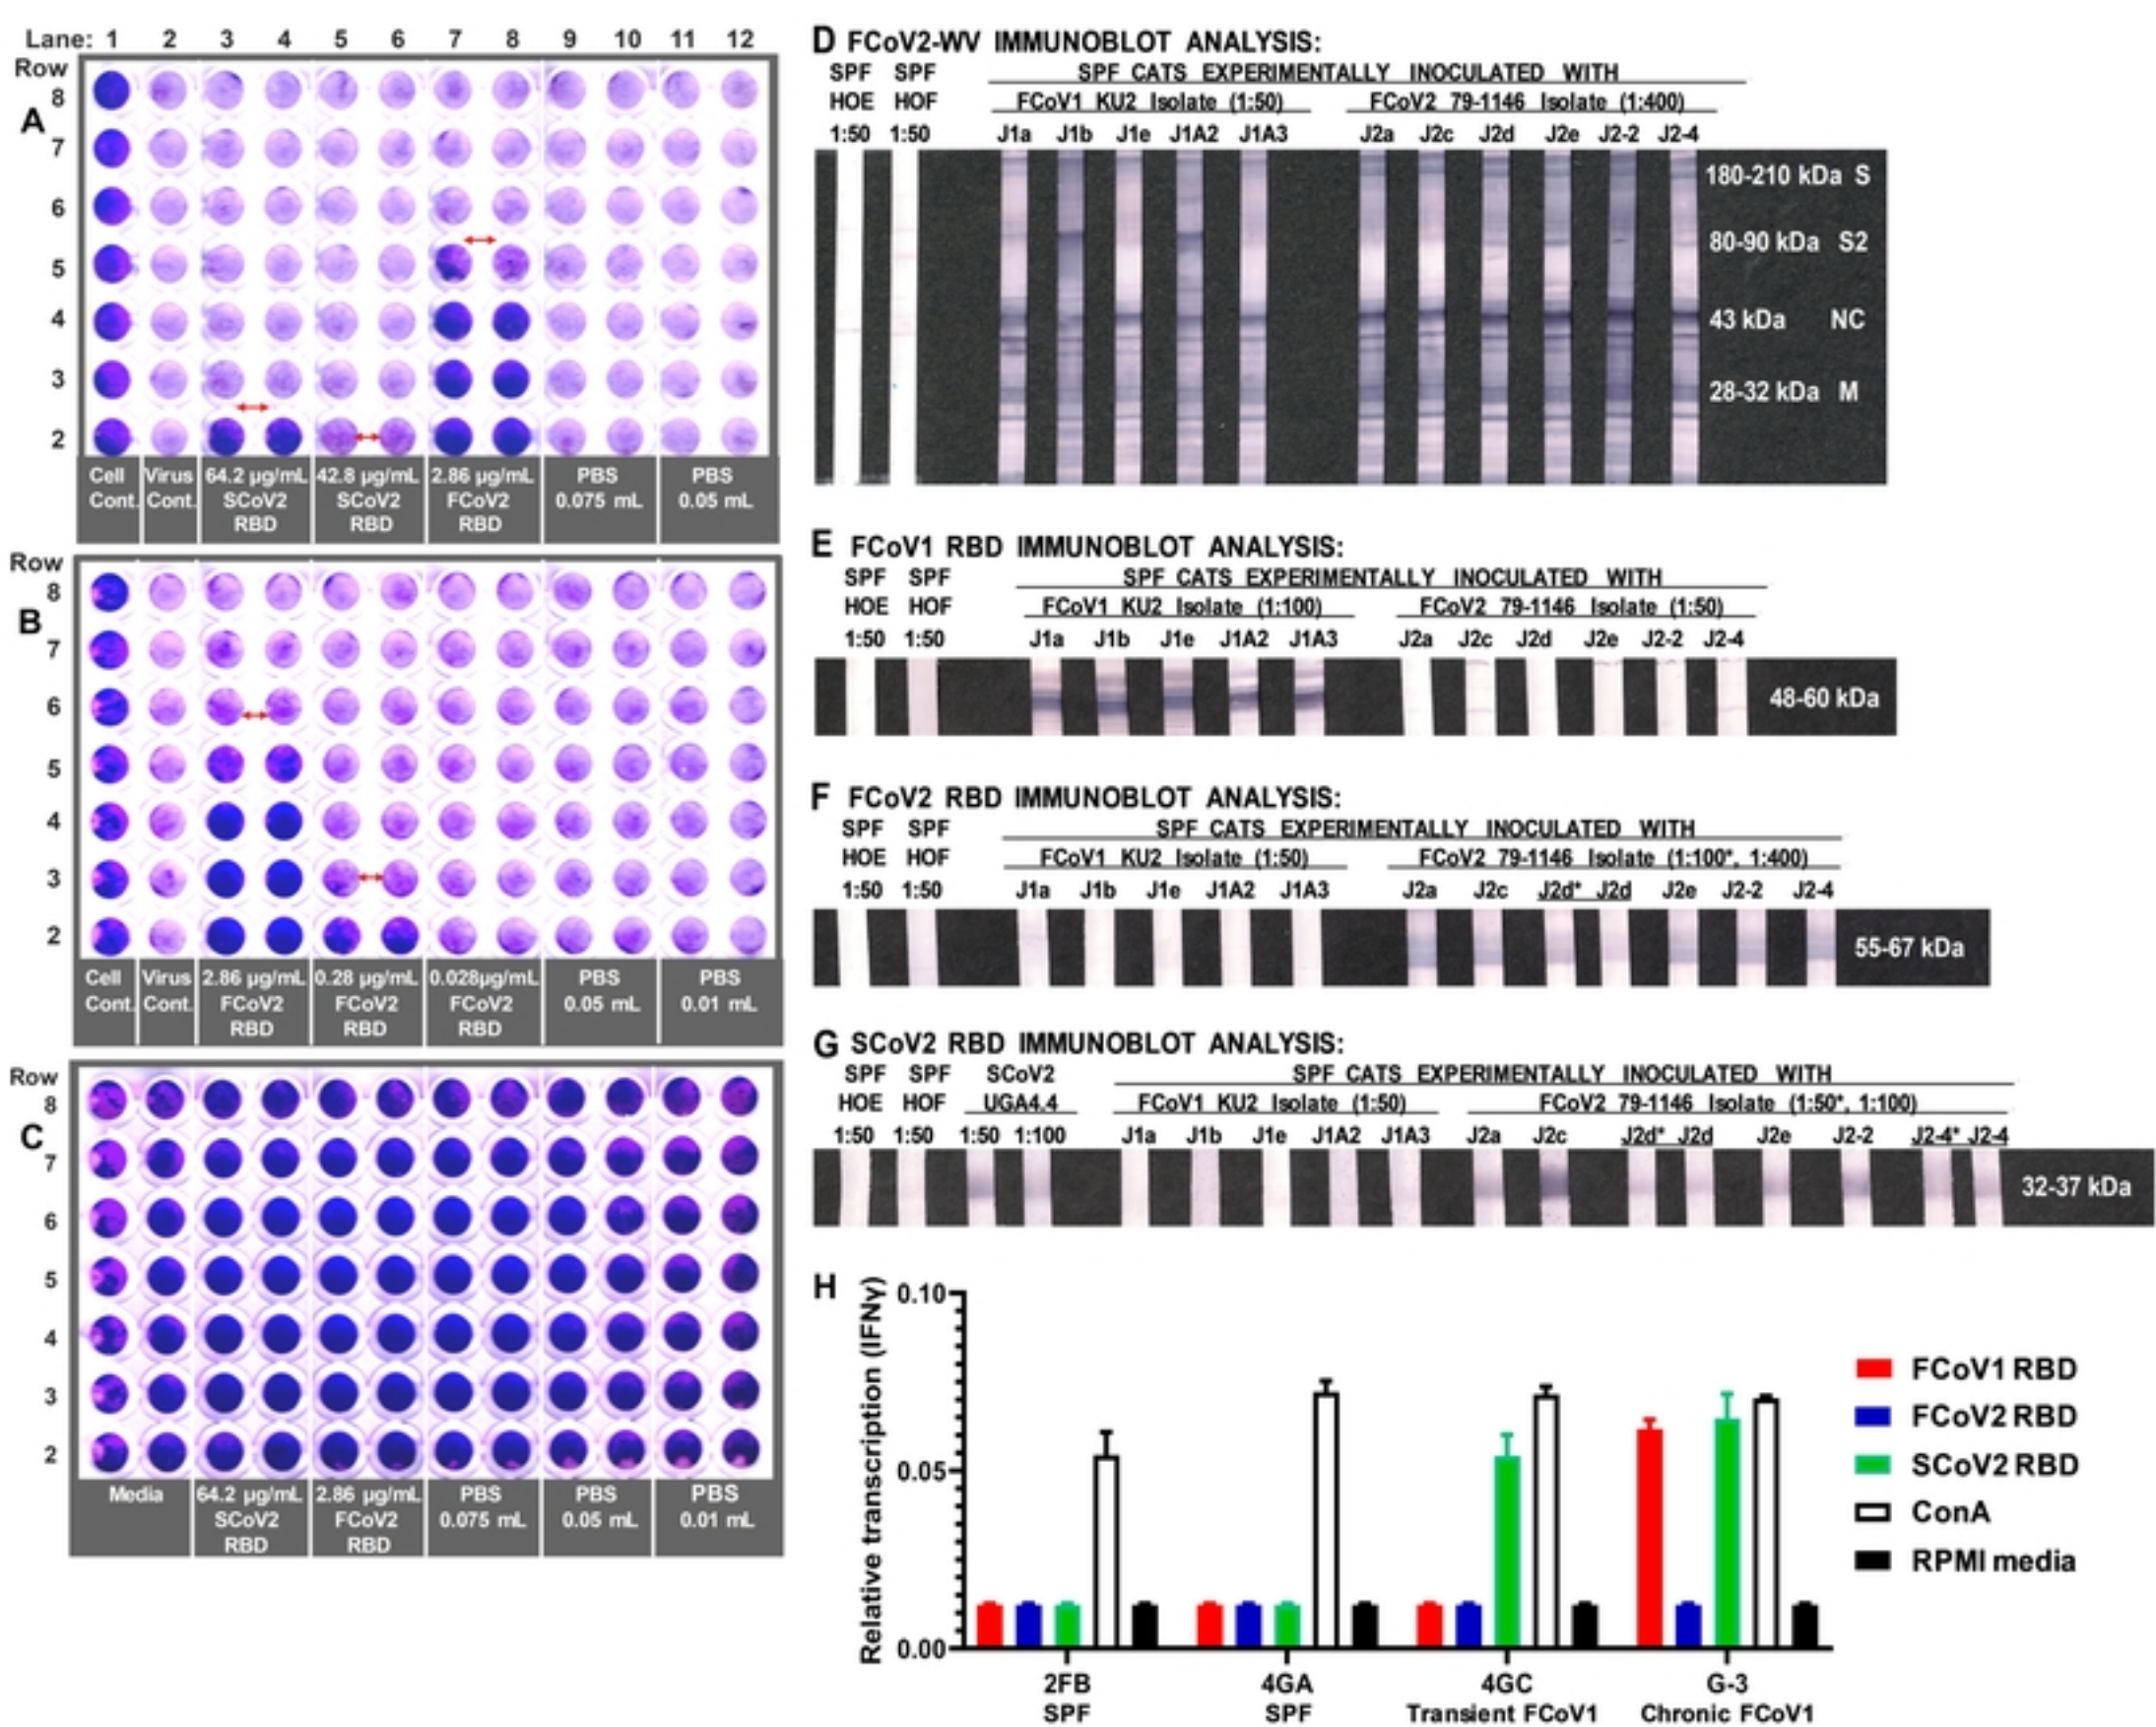 Lane: 1 2 3 4 5 6 7 8 9 10 11 12
Row
A
8
7
6
5
4
3
2
Cell Cont.
Virus Cont.
64.2 µg/mL SCoV2 RBD
42.8 µg/mL SCoV2 RBD
2.86 µg/mL FCoV2 RBD
PBS 0.075 mL
PBS 0.05 mL
Row
B
8
7
6
5
4
3
2
Cell Cont.
Virus Cont.
2.86 µg/mL FCoV2 RBD
0.28 µg/mL FCoV2 RBD
0.028µg/mL FCoV2 RBD
PBS 0.05 mL
PBS 0.01 mL
Row
C
8
7
6
5
4
3
2
Media
64.2 µg/mL SCoV2 RBD
2.86 µg/mL FCoV2 RBD
PBS 0.075 mL
PBS 0.05 mL
PBS 0.01 mL
D FCoV2-WV IMMUNOBLOT ANALYSIS:
SPF SPF SPF CATS EXPERIMENTALLY INOCULATED WITH
HOE HOF FCoV1 KU2 Isolate (1:50) FCoV2 79-1146 Isolate (1:400)
1:50 1:50 J1a J1b J1e J1A2 J1A3 J2a J2c J2d J2e J2-2 J2-4
180-210 kDa S
80-90 kDa S2
43 kDa NC
28-32 kDa M
E FCoV1 RBD IMMUNOBLOT ANALYSIS:
SPF SPF SPF CATS EXPERIMENTALLY INOCULATED WITH
HOE HOF FCoV1 KU2 Isolate (1:100) FCoV2 79-1146 Isolate (1:50)
1:50 1:50 J1a J1b J1e J1A2 J1A3 J2a J2c J2d J2e J2-2 J2-4
48-60 kDa
F FCoV2 RBD IMMUNOBLOT ANALYSIS:
SPF SPF SPF CATS EXPERIMENTALLY INOCULATED WITH
HOE HOF FCoV1 KU2 Isolate (1:50) FCoV2 79-1146 Isolate (1:100*, 1:400)
1:50 1:50 J1a J1b J1e J1A2 J1A3 J2a J2c J2d* J2d J2e J2-2 J2-4
55-67 kDa
G SCoV2 RBD IMMUNOBLOT ANALYSIS:
SPF SPF SCoV2 SPF CATS EXPERIMENTALLY INOCULATED WITH
HOE HOF UGA4.4 FCoV1 KU2 Isolate (1:50) FCoV2 79-1146 Isolate (1:50*, 1:100)
1:50 1:50 1:50 1:100 J1a J1b J1e J1A2 J1A3 J2a J2c J2d* J2d J2e J2-2 J2-4* J2-4
32-37 kDa
H
Relative transcription (IFNγ)
0.10
0.05
0.00
2FB SPF
4GA SPF
4GC Transient FCoV1
G-3 Chronic FCoV1
FCoV1 RBD
FCoV2 RBD
SCoV2 RBD
ConA
RPMI media